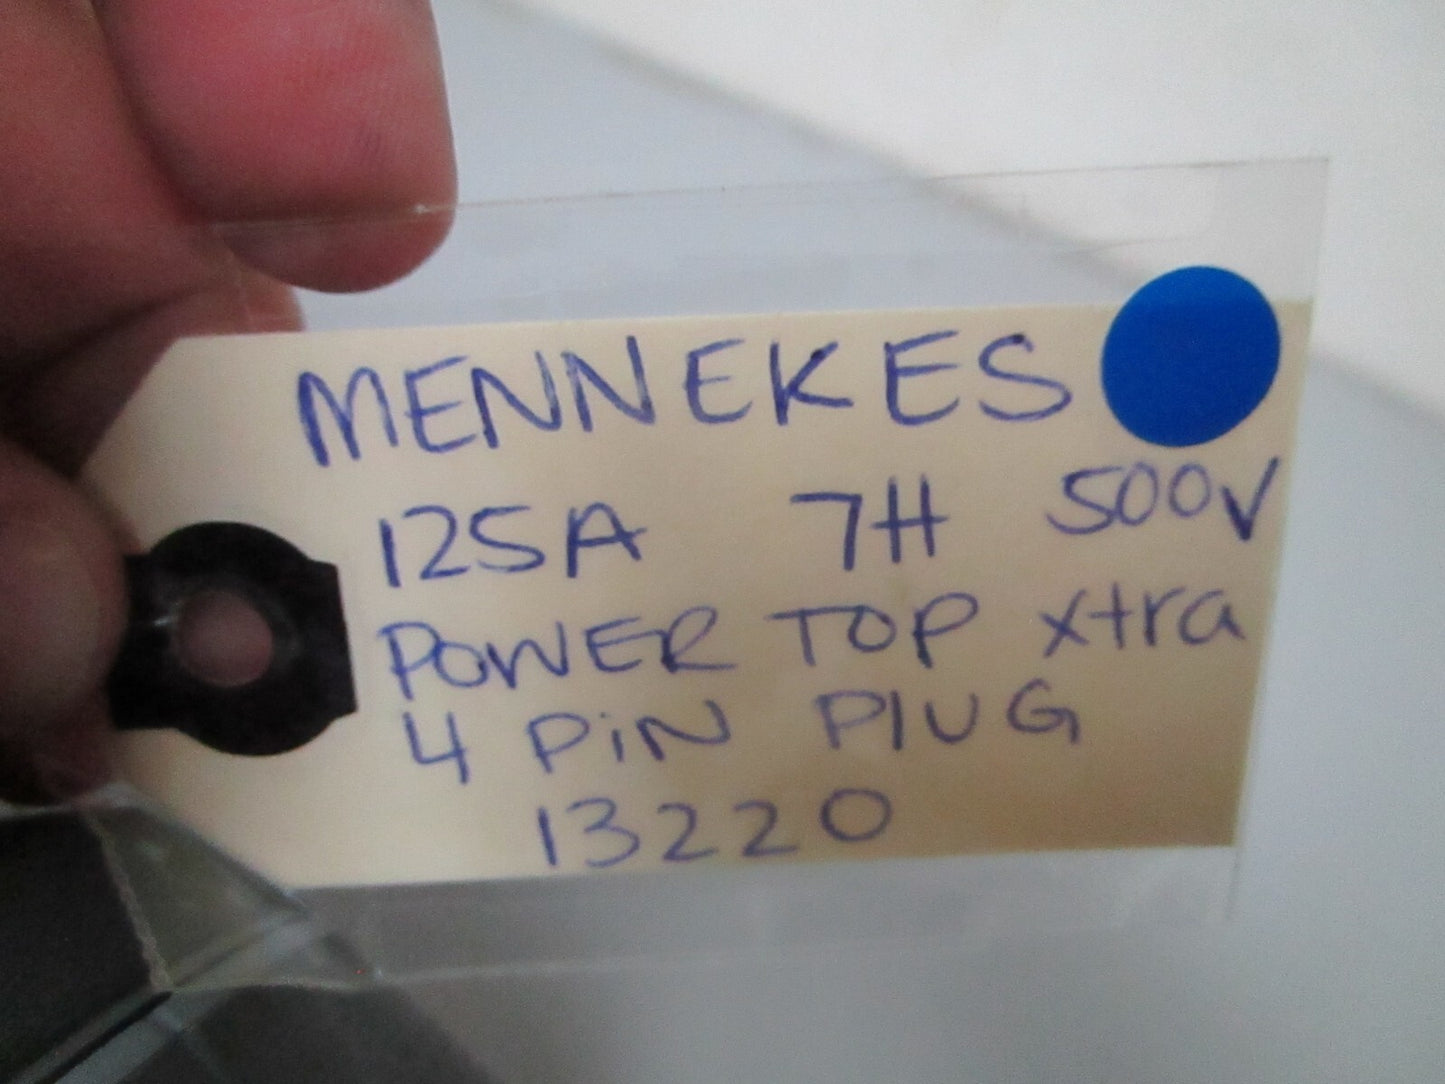 MENNEKES
125A 7H 500V
POWER TOP xtra
4 PiN PlUG
13220